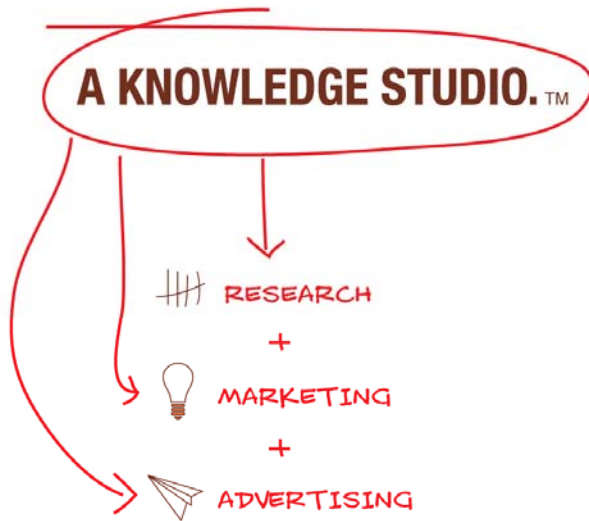 A KNOWLEDGE STUDIO.™
RESEARCH
+
MARKETING
+
ADVERTISING